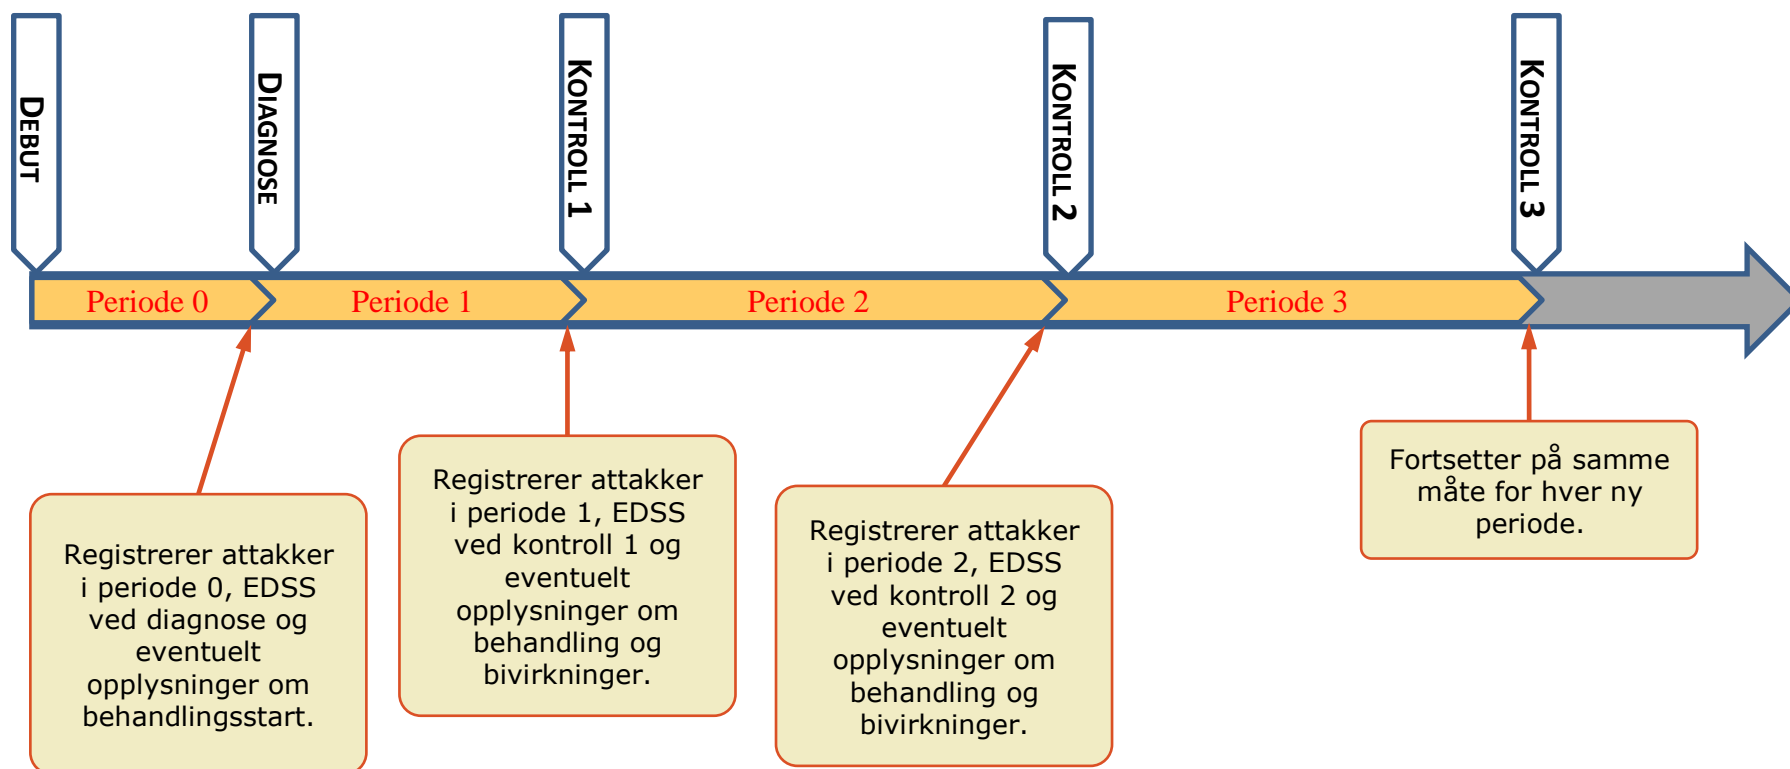 DEBUT
DIAGNOSE
KONTROLL 1
KONTROLL 2
KONTROLL 3
Periode 0
Periode 1
Periode 2
Periode 3
Registrerer attakker
i periode 0, EDSS
ved diagnose og
eventuelt
opplysninger om
behandlingsstart.
Registrerer attakker
i periode 1, EDSS
ved kontroll 1 og
eventuelt
opplysninger om
behandling og
bivirkninger.
Registrerer attakker
i periode 2, EDSS
ved kontroll 2 og
eventuelt
opplysninger om
behandling og
bivirkninger.
Fortsetter på samme
måte for hver ny
periode.